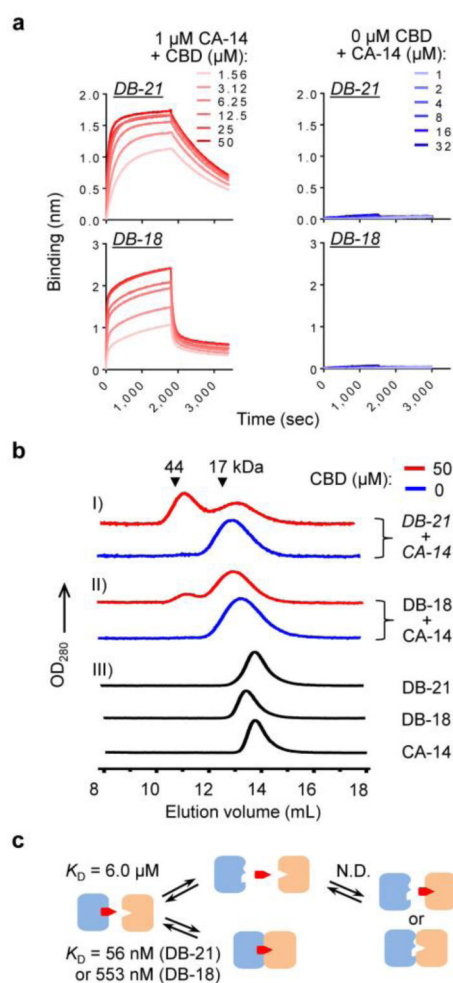 a
1 µM CA-14
+ CBD (µM):
0 µM CBD
+ CA-14 (µM):
DB-21
1.56
3.12
6.25
12.5
25
50
DB-21
1
2
4
8
16
32
2.0
1.5
1.0
0.5
0.0
2.0
1.5
1.0
0.5
0.0
Binding (nm)
DB-18
DB-18
3
2
1
0
3
2
1
0
0
1,000
2,000
3,000
0
1,000
2,000
3,000
Time (sec)
b
44
17 kDa
CBD (µM):
50
0
I)
DB-21
+
CA-14
II)
DB-18
+
CA-14
III)
DB-21
DB-18
CA-14
OD280
8
10
12
14
16
18
Elution volume (mL)
c
KD = 6.0 µM
N.D.
or
KD = 56 nM (DB-21)
or 553 nM (DB-18)